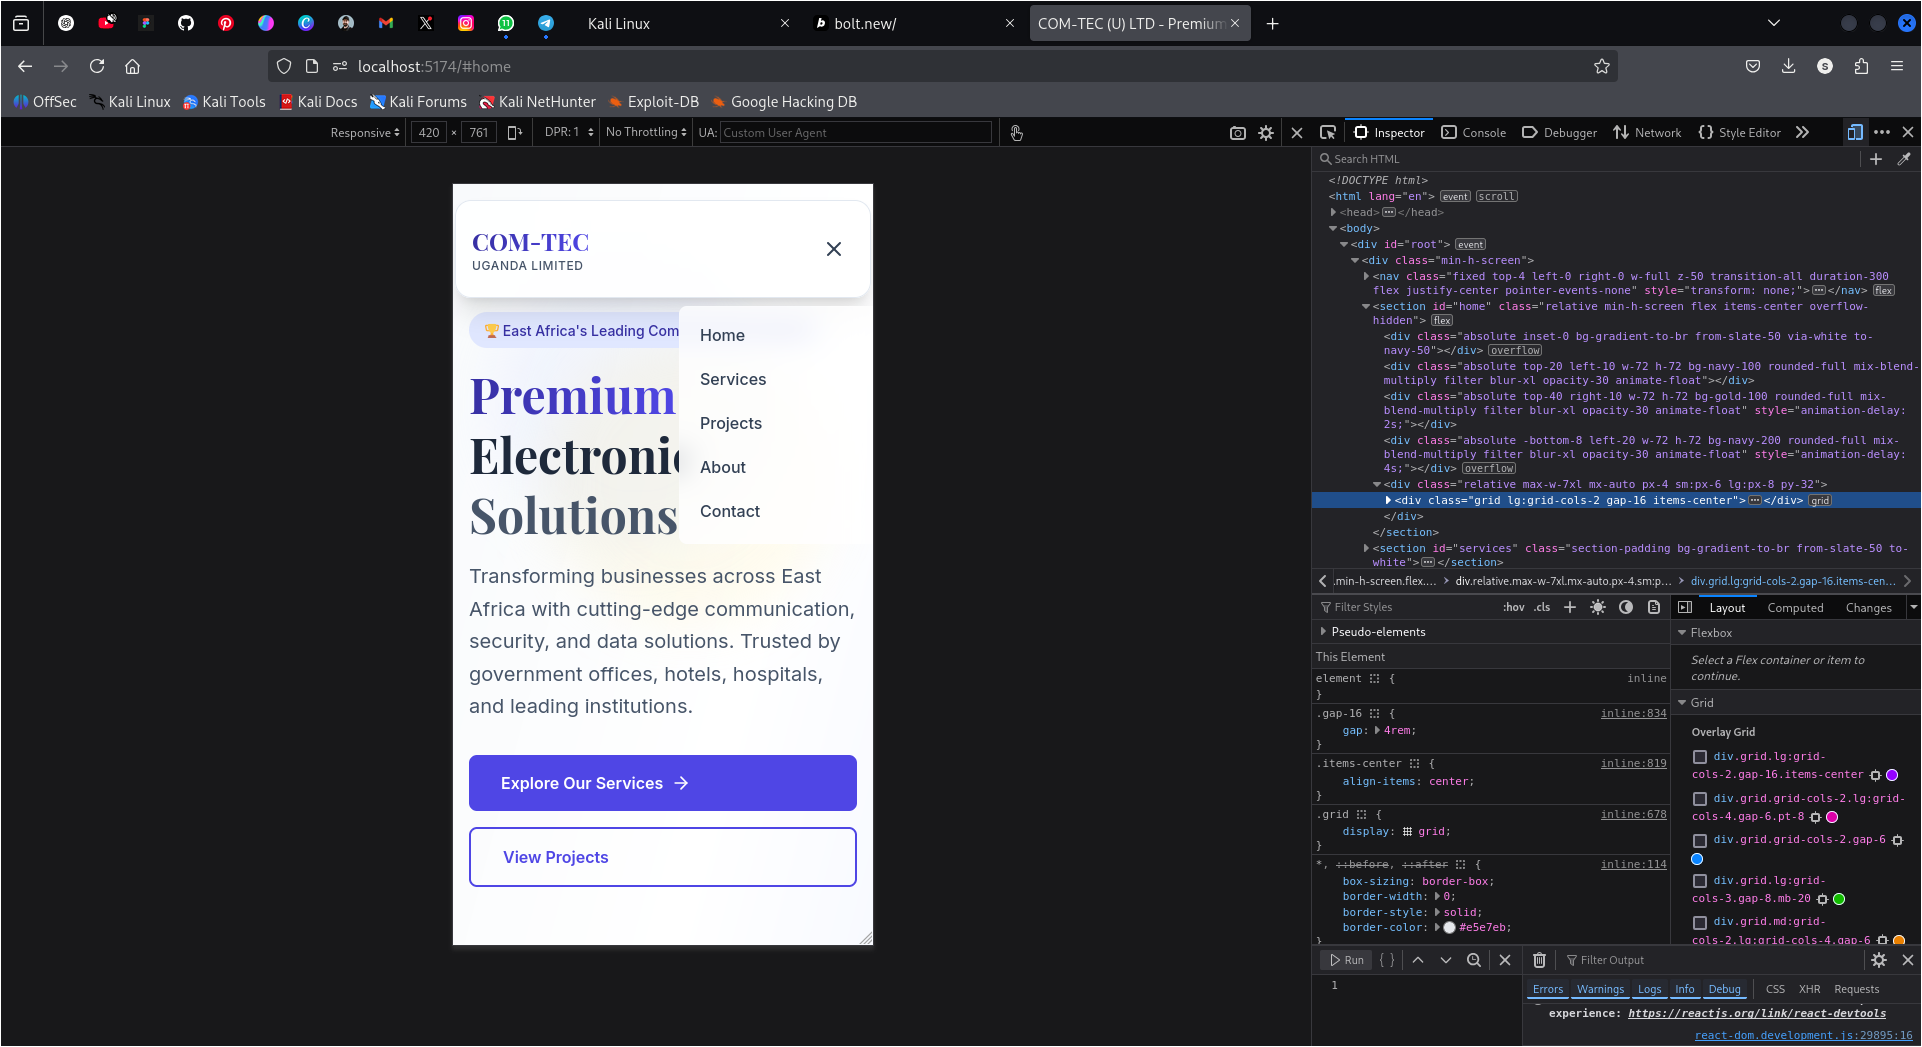 Kali Linux
bolt.new/
COM-TEC (U) LTD - Premium
localhost:5174/#home
OffSec
Kali Linux
Kali Tools
Kali Docs
Kali Forums
Kali NetHunter
Exploit-DB
Google Hacking DB
Responsive
420 × 761
DPR: 1
No Throttling
UA: Custom User Agent
Inspector
Console
Debugger
Network
{} Style Editor
Search HTML
<!DOCTYPE html>
<html lang="en"> event scroll
<head> ••• </head>
<body>
<div id="root"> event
<div class="min-h-screen">
<nav class="fixed top-4 left-0 right-0 w-full z-50 transition-all duration-300
flex justify-center pointer-events-none" style="transform: none;"> ••• </nav> flex
<section id="home" class="relative min-h-screen flex items-center overflow-
hidden"> flex
<div class="absolute inset-0 bg-gradient-to-br from-slate-50 via-white to-
navy-50"></div> overflow
<div class="absolute top-20 left-10 w-72 h-72 bg-navy-100 rounded-full mix-blend-
multiply filter blur-xl opacity-30 animate-float"></div>
<div class="absolute top-40 right-10 w-72 h-72 bg-gold-100 rounded-full mix-
blend-multiply filter blur-xl opacity-30 animate-float" style="animation-delay:
2s;"></div>
<div class="absolute -bottom-8 left-20 w-72 h-72 bg-navy-200 rounded-full mix-
blend-multiply filter blur-xl opacity-30 animate-float" style="animation-delay:
4s;"></div> overflow
<div class="relative max-w-7xl mx-auto px-4 sm:px-6 lg:px-8 py-32">
<div class="grid lg:grid-cols-2 gap-16 items-center"> ••• </div> grid
</div>
</section>
<section id="services" class="section-padding bg-gradient-to-br from-slate-50 to-
white"> ••• </section>
.min-h-screen.flex.… > div.relative.max-w-7xl.mx-auto.px-4.sm:p… > div.grid.lg:grid-cols-2.gap-16.items-cen…
COM-TEC
UGANDA LIMITED
East Africa's Leading Com
Home
Services
Projects
About
Contact
Premium
Electronic
Solutions
Transforming businesses across East
Africa with cutting-edge communication,
security, and data solutions. Trusted by
government offices, hotels, hospitals,
and leading institutions.
Explore Our Services →
View Projects
Filter Styles
:hov .cls
Pseudo-elements
This Element
element {
inline
}
.gap-16 {
inline:834
gap: 4rem;
}
.items-center {
inline:819
align-items: center;
}
.grid {
inline:678
display: grid;
}
*, ::before, ::after {
inline:114
box-sizing: border-box;
border-width: 0;
border-style: solid;
border-color: #e5e7eb;
}
Layout
Computed
Changes
Flexbox
Select a Flex container or item to
continue.
Grid
Overlay Grid
div.grid.lg:grid-
cols-2.gap-16.items-center
div.grid.grid-cols-2.lg:grid-
cols-4.gap-6.pt-8
div.grid.grid-cols-2.gap-6
div.grid.lg:grid-
cols-3.gap-8.mb-20
div.grid.md:grid-
cols-2.lg:grid-cols-4.gap-6
Run
{ }
1
Filter Output
Errors
Warnings
Logs
Info
Debug
CSS
XHR
Requests
experience: https://reactjs.org/link/react-devtools
react-dom.development.js:29895:16